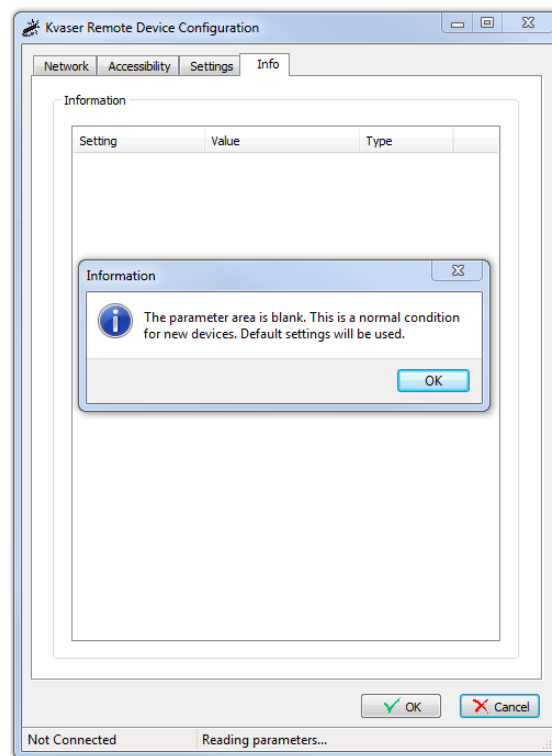 Kvaser Remote Device Configuration
Network Accessibility Settings Info
Information
Setting Value Type
Information
The parameter area is blank. This is a normal condition
for new devices. Default settings will be used.
OK
OK Cancel
Not Connected Reading parameters...